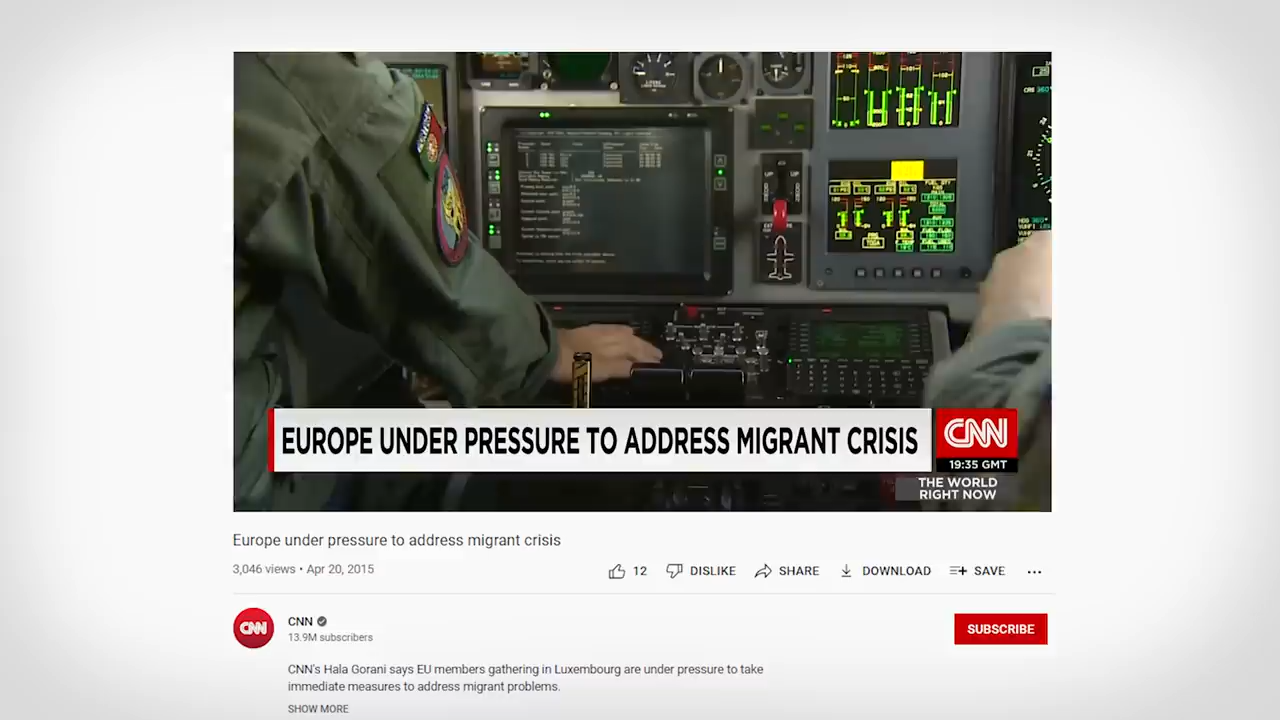 EUROPE UNDER PRESSURE TO ADDRESS MIGRANT CRISIS
CNN
19:35 GMT
THE WORLD
RIGHT NOW
Europe under pressure to address migrant crisis
3,046 views • Apr 20, 2015
12 DISLIKE SHARE DOWNLOAD SAVE
CNN
CNN
13.9M subscribers
SUBSCRIBE
CNN's Hala Gorani says EU members gathering in Luxembourg are under pressure to take
immediate measures to address migrant problems.
SHOW MORE